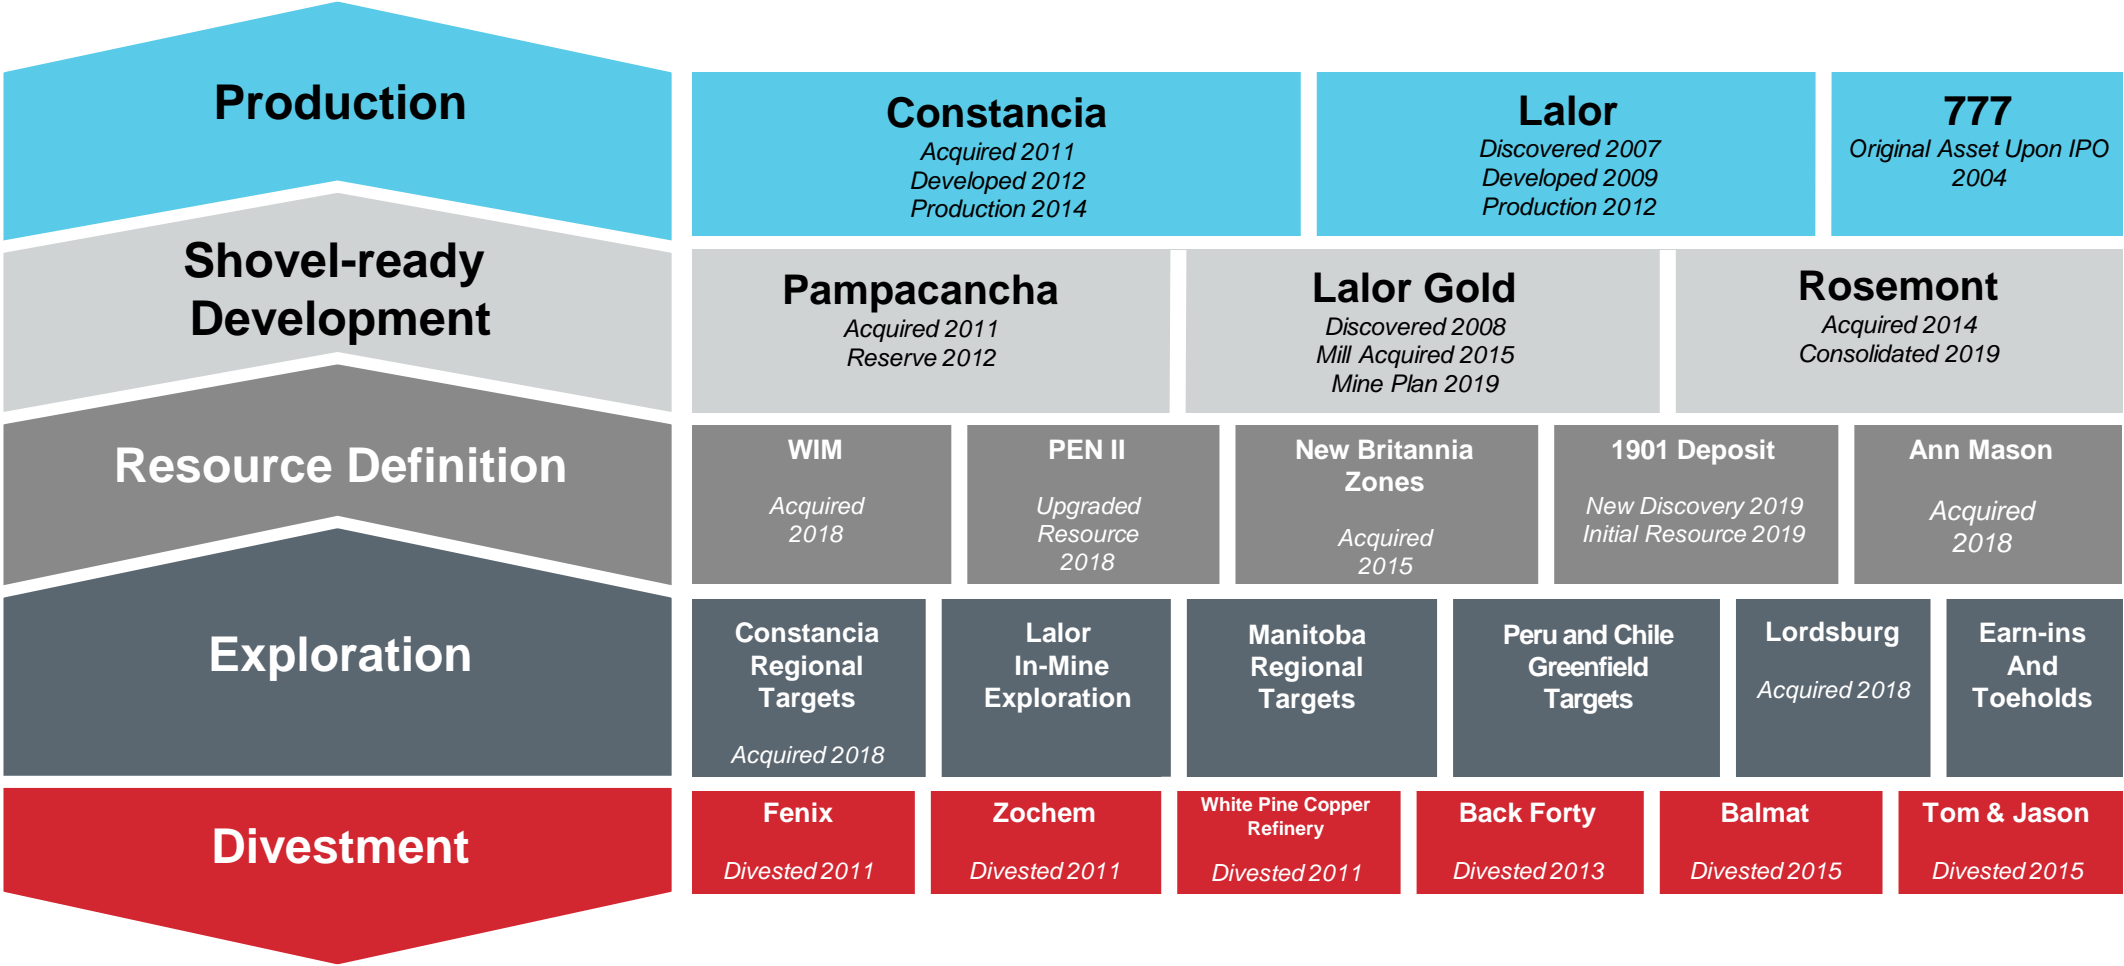 Production
Constancia
Acquired 2011
Developed 2012
Production 2014
Lalor
Discovered 2007
Developed 2009
Production 2012
777
Original Asset Upon IPO
2004
Shovel-ready
Development
Pampacancha
Acquired 2011
Reserve 2012
Lalor Gold
Discovered 2008
Mill Acquired 2015
Mine Plan 2019
Rosemont
Acquired 2014
Consolidated 2019
Resource Definition
WIM
Acquired
2018
PEN II
Upgraded
Resource
2018
New Britannia
Zones
Acquired
2015
1901 Deposit
New Discovery 2019
Initial Resource 2019
Ann Mason
Acquired
2018
Exploration
Constancia
Regional
Targets
Acquired 2018
Lalor
In-Mine
Exploration
Manitoba
Regional
Targets
Peru and Chile
Greenfield
Targets
Lordsburg
Acquired 2018
Earn-ins
And
Toeholds
Divestment
Fenix
Divested 2011
Zochem
Divested 2011
White Pine Copper
Refinery
Divested 2011
Back Forty
Divested 2013
Balmat
Divested 2015
Tom & Jason
Divested 2015